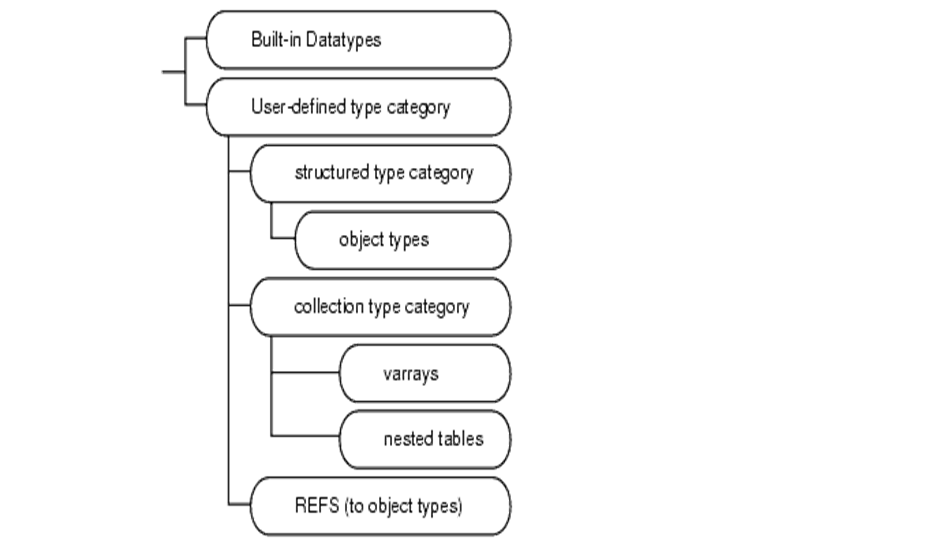 Built-in Datatypes
User-defined type category
structured type category
object types
collection type category
varrays
nested tables
REFS (to object types)